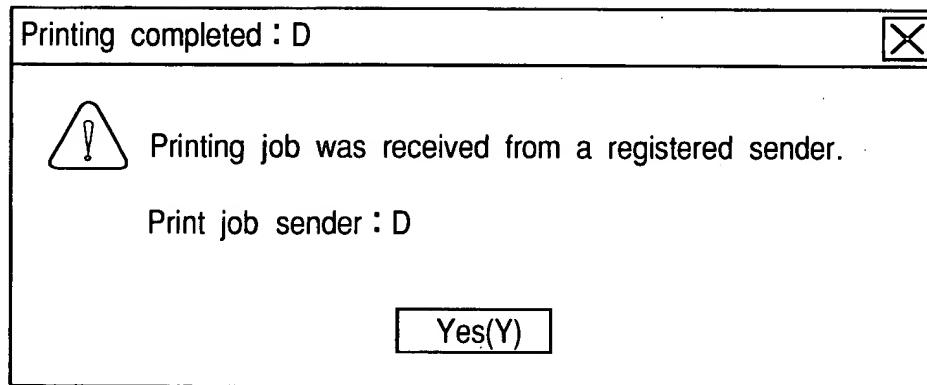 Printing completed : D
Printing job was received from a registered sender.
Print job sender : D
Yes(Y)